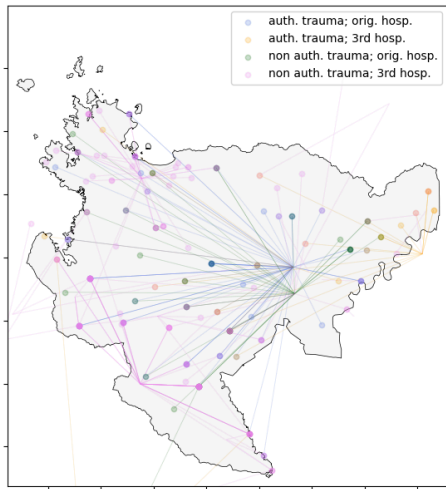 auth. trauma; orig. hosp.
auth. trauma; 3rd hosp.
non auth. trauma; orig. hosp.
non auth. trauma; 3rd hosp.